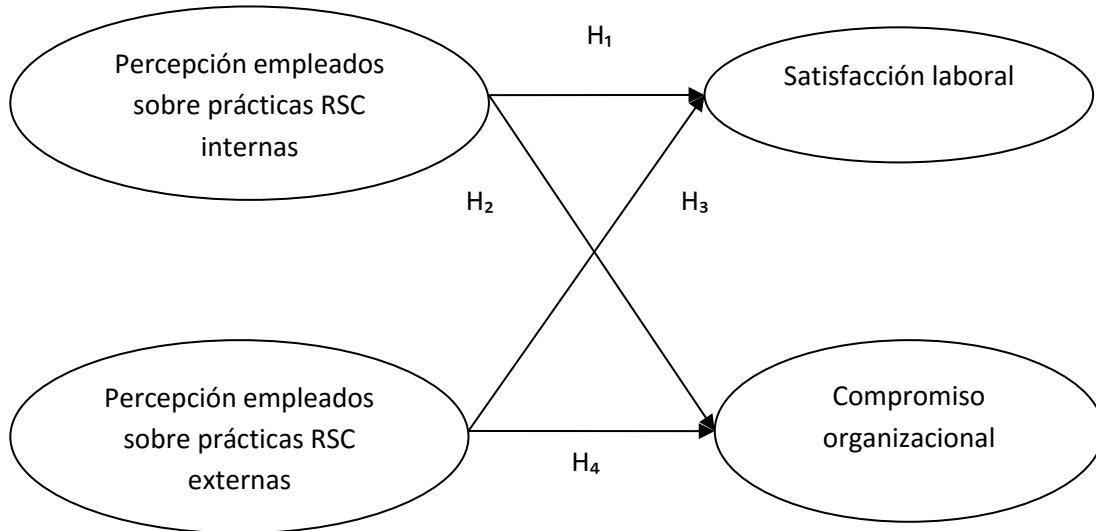 Percepción empleados
sobre prácticas RSC
internas
H₁
Satisfacción laboral
H₂
H₃
Percepción empleados
sobre prácticas RSC
externas
H₄
Compromiso
organizacional